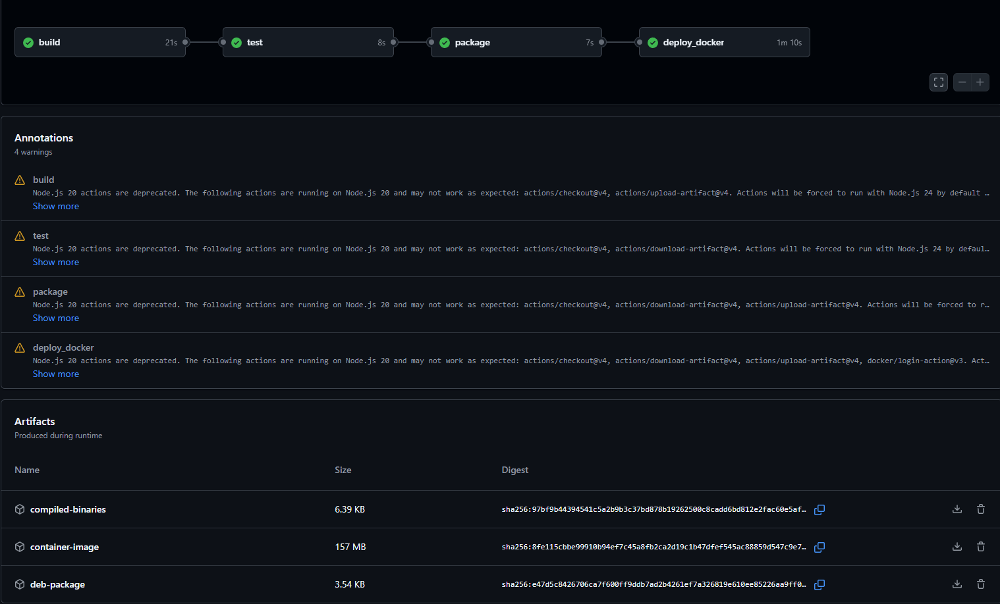 build 21s
test 8s
package 7s
deploy_docker 1m 10s
Annotations
4 warnings
build
Node.js 20 actions are deprecated. The following actions are running on Node.js 20 and may not work as expected: actions/checkout@v4, actions/upload-artifact@v4. Actions will be forced to run with Node.js 24 by default …
Show more
test
Node.js 20 actions are deprecated. The following actions are running on Node.js 20 and may not work as expected: actions/checkout@v4, actions/download-artifact@v4. Actions will be forced to run with Node.js 24 by defaul…
Show more
package
Node.js 20 actions are deprecated. The following actions are running on Node.js 20 and may not work as expected: actions/checkout@v4, actions/download-artifact@v4, actions/upload-artifact@v4. Actions will be forced to r…
Show more
deploy_docker
Node.js 20 actions are deprecated. The following actions are running on Node.js 20 and may not work as expected: actions/checkout@v4, actions/download-artifact@v4, actions/upload-artifact@v4, docker/login-action@v3. Act…
Show more
Artifacts
Produced during runtime
Name Size Digest
compiled-binaries 6.39 KB sha256:97bf9b44394541c5a2b9b3c37bd878b19262500c8cadd6bd812e2fac60e5af…
container-image 157 MB sha256:8fe115cbbe99910b94ef7c45a8fb2ca2d19c1b47dfef545ac88859d547c9e7…
deb-package 3.54 KB sha256:e47d5c8426706ca7f600ff9ddb7ad2b4261ef7a326819e610ee85226aa9ff0…